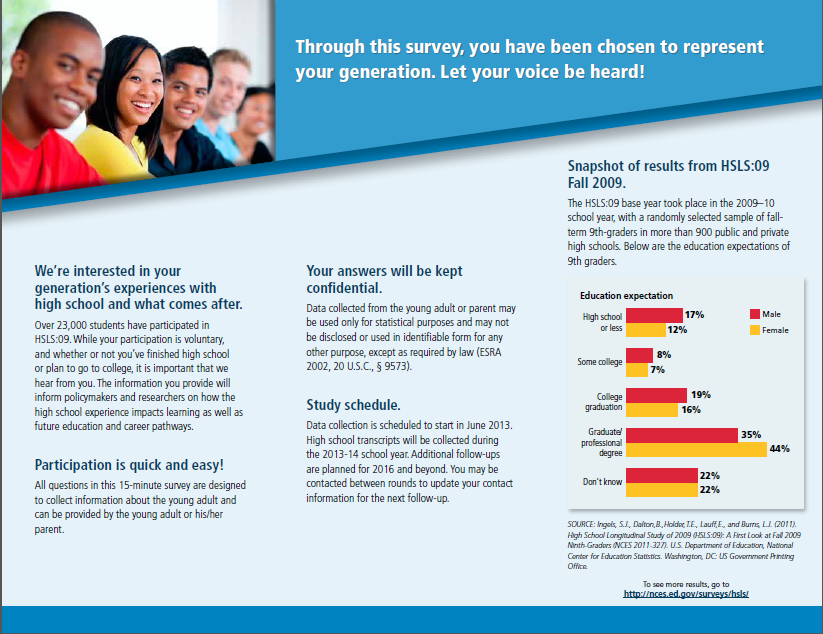 Through this survey, you have been chosen to represent
your generation. Let your voice be heard!
We're interested in your
generation's experiences with
high school and what comes after.
Over 23,000 students have participated in
HSLS:09. While your participation is voluntary,
and whether or not you've finished high school
or plan to go to college, it is important that we
hear from you. The information you provide will
inform policymakers and researchers on how the
high school experience impacts learning as well as
future education and career pathways.
Participation is quick and easy!
All questions in this 15-minute survey are designed
to collect information about the young adult and
can be provided by the young adult or his/her
parent.
Your answers will be kept
confidential.
Data collected from the young adult or parent may
be used only for statistical purposes and may not
be disclosed or used in identifiable form for any
other purpose, except as required by law (ESRA
2002, 20 U.S.C., § 9573).
Study schedule.
Data collection is scheduled to start in June 2013.
High school transcripts will be collected during
the 2013-14 school year. Additional follow-ups
are planned for 2016 and beyond. You may be
contacted between rounds to update your contact
information for the next follow-up.
Snapshot of results from HSLS:09
Fall 2009.
The HSLS:09 base year took place in the 2009–10
school year, with a randomly selected sample of fall-
term 9th-graders in more than 900 public and private
high schools. Below are the education expectations of
9th graders.
Education expectation
High school
or less
17%
12%
Male
Female
Some college
8%
7%
College
graduation
19%
16%
Graduate/
professional
degree
35%
44%
Don't know
22%
22%
SOURCE: Ingels, S.J., Dalton,B.,Holder,T.E., Lauff,E., and Burns, L.J. (2011).
High School Longitudinal Study of 2009 (HSLS:09): A First Look at Fall 2009
Ninth-Graders (NCES 2011-327). U.S. Department of Education, National
Center for Education Statistics. Washington, DC: US Government Printing
Office.
To see more results, go to
http://nces.ed.gov/surveys/hsls/